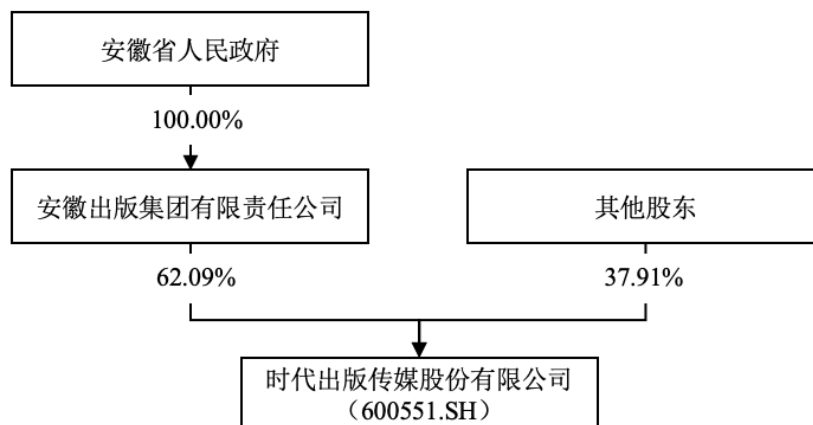 安徽省人民政府
100.00%
安徽出版集团有限责任公司
其他股东
62.09%
37.91%
时代出版传媒股份有限公司
（600551.SH）